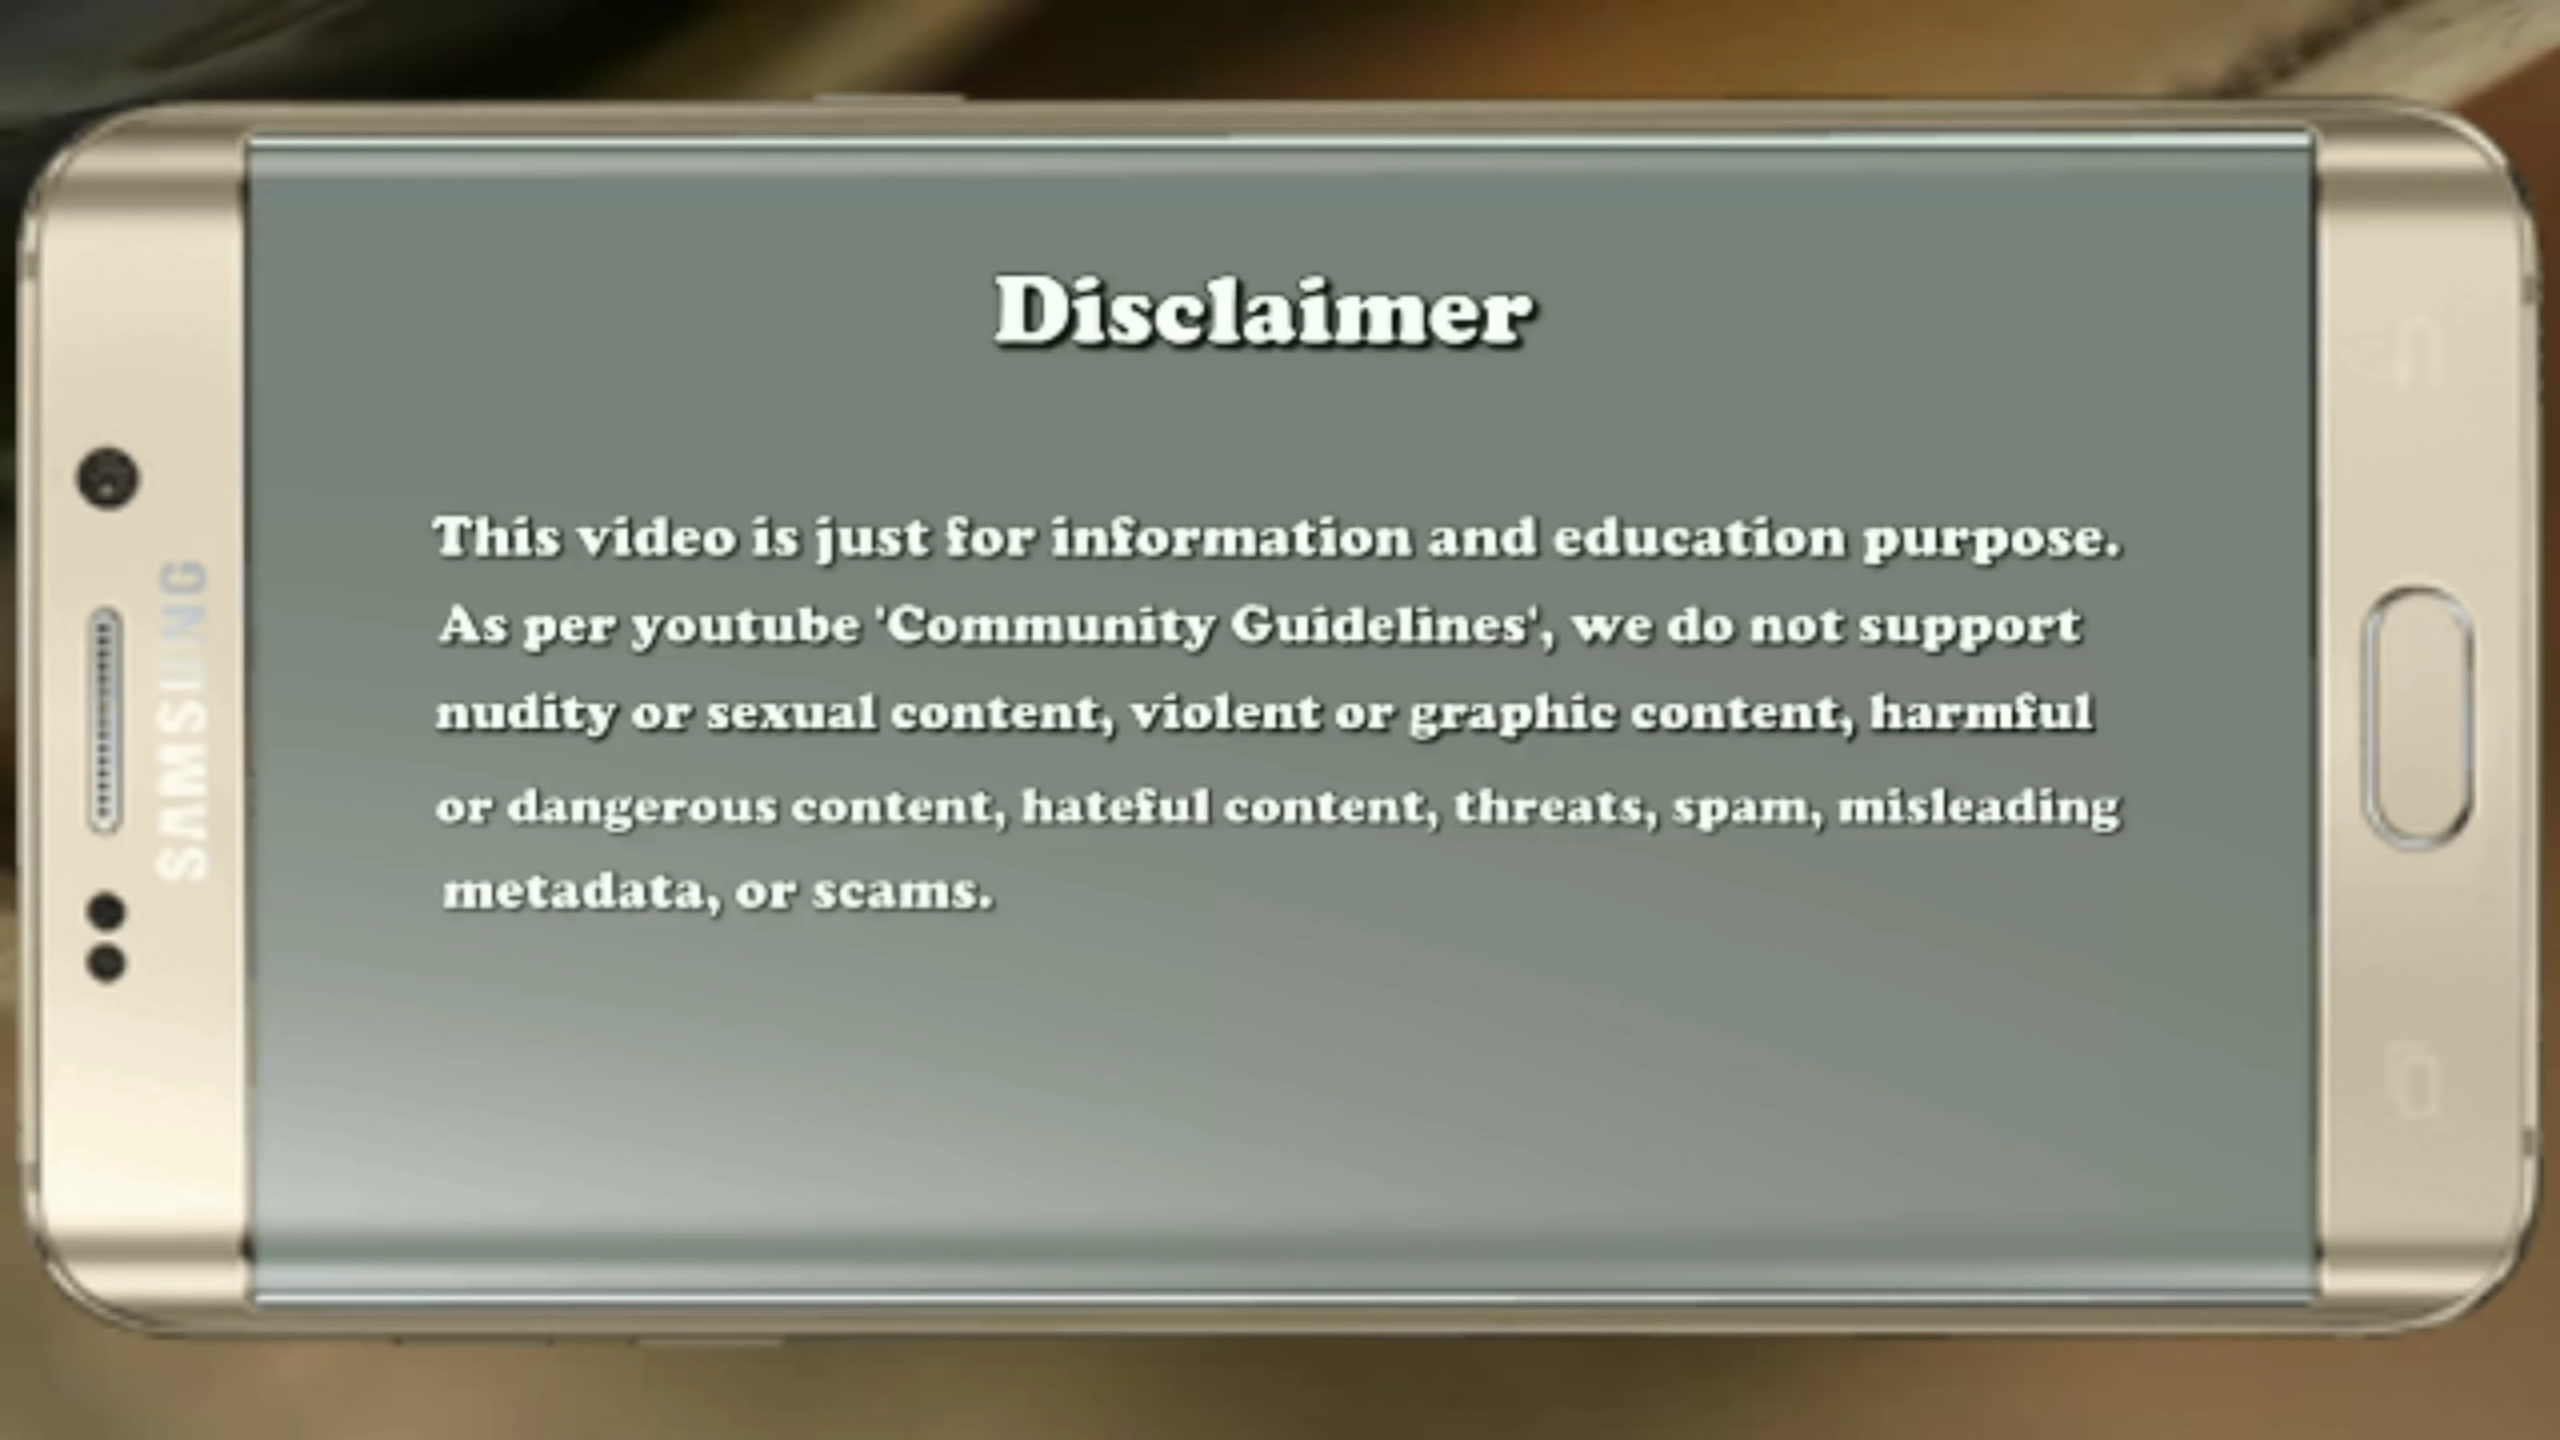 SAMSUNG
Disclaimer
This video is just for information and education purpose.
As per youtube 'Community Guidelines', we do not support
nudity or sexual content, violent or graphic content, harmful
or dangerous content, hateful content, threats, spam, misleading
metadata, or scams.